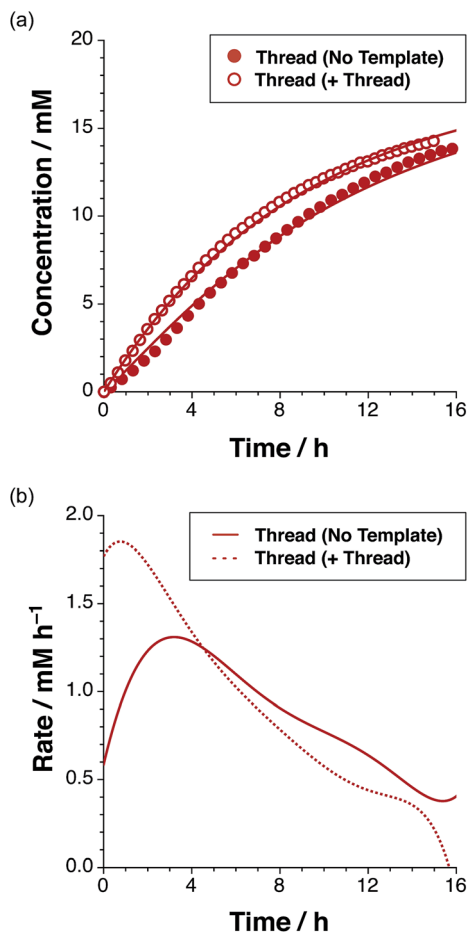 (a)
20
15
10
5
0
Concentration / mM
Thread (No Template)
Thread (+ Thread)
0 4 8 12 16
Time / h
(b)
2.0
1.5
1.0
0.5
0.0
Rate / mM h⁻¹
Thread (No Template)
Thread (+ Thread)
0 4 8 12 16
Time / h